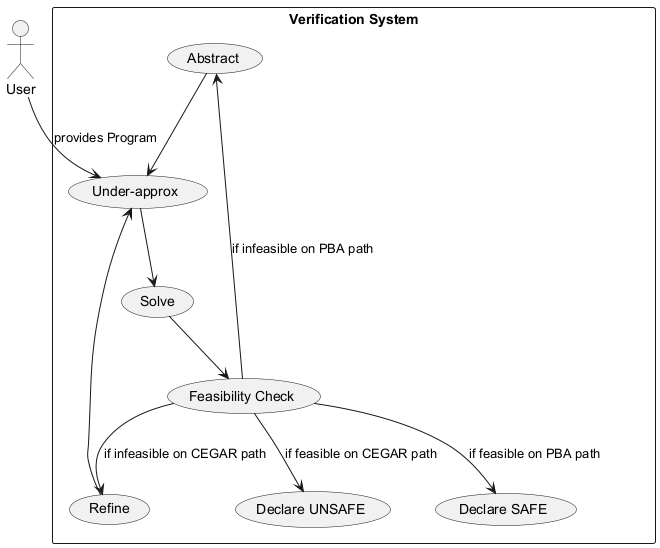 Verification System
Abstract
User
provides Program
Under-approx
if infeasible on PBA path
Solve
Feasibility Check
if infeasible on CEGAR path
if feasible on CEGAR path
if feasible on PBA path
Refine
Declare UNSAFE
Declare SAFE